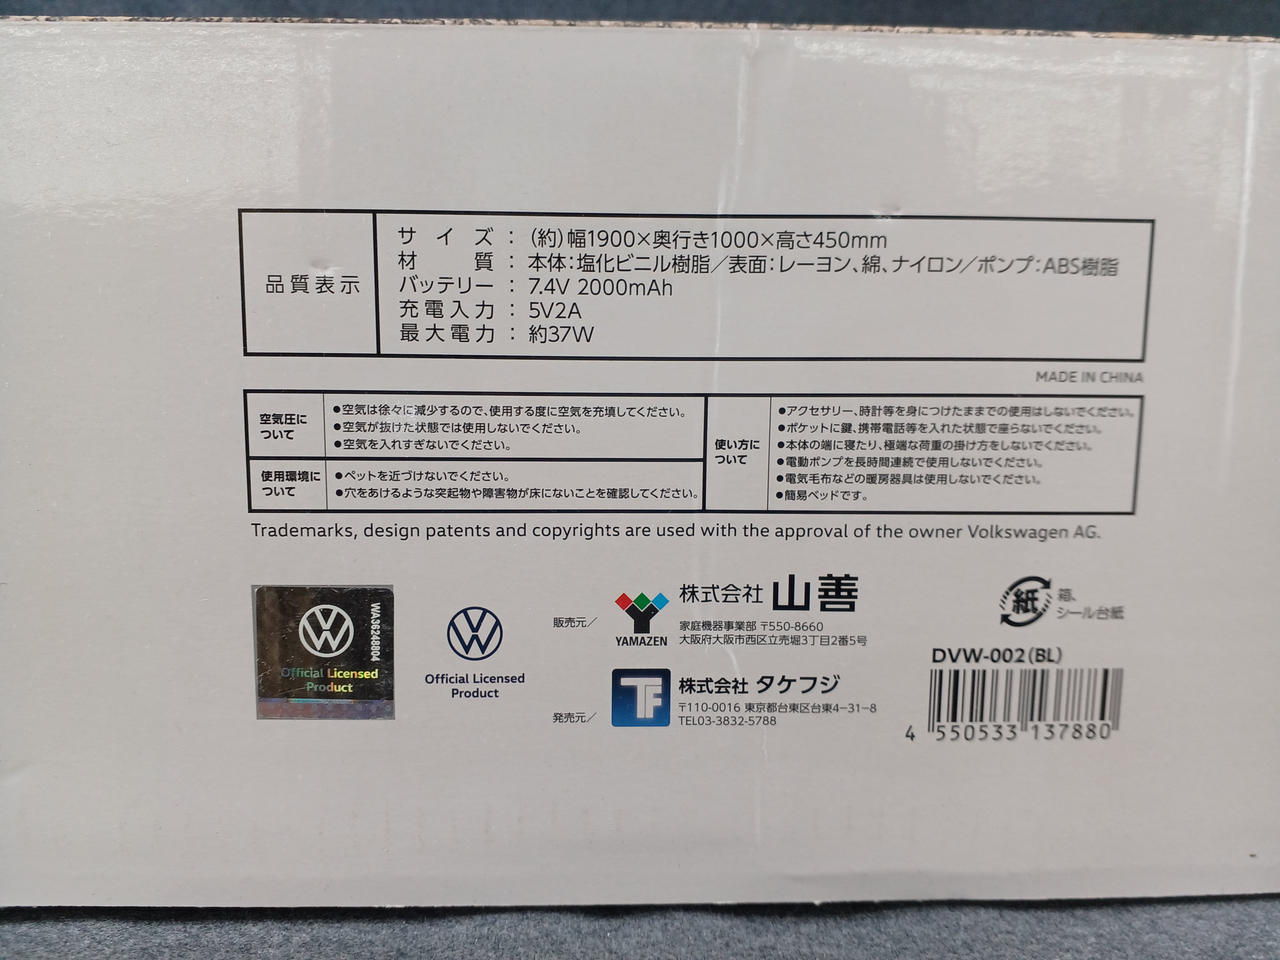 品質表示
サイズ：(約)幅1900×奥行き1000×高さ450mm
材質：本体：塩化ビニル樹脂／表面：レーヨン、綿、ナイロン／ポンプ：ABS樹脂
バッテリー：7.4V 2000mAh
充電入力：5V2A
最大電力：約37W
MADE IN CHINA
空気圧に
ついて
●空気は徐々に減少するので、使用する度に空気を充填してください。
●空気が抜けた状態では使用しないでください。
●空気を入れすぎないでください。
使用環境に
ついて
●ペットを近づけないでください。
●穴をあけるような突起物や障害物が床にないことを確認してください。
使い方に
ついて
●アクセサリー、時計等を身につけたままでの使用はしないでください。
●ポケットに鍵、携帯電話等を入れた状態で座らないでください。
●本体の端に寝たり、極端な荷重の掛け方をしないでください。
●電動ポンプを長時間連続で使用しないでください。
●電気毛布などの暖房器具は使用しないでください。
●簡易ベッドです。
Trademarks, design patents and copyrights are used with the approval of the owner Volkswagen AG.
WA36248804
Official Licensed
Product
Official Licensed
Product
販売元／
YAMAZEN
株式会社 山善
家庭機器事業部 〒550-8660
大阪府大阪市西区立売堀3丁目2番5号
発売元／
TF
株式会社 タケフジ
〒110-0016 東京都台東区台東4−31−8
TEL03-3832-5788
紙
箱、
シール台紙
DVW-002(BL)
4 550533 137880